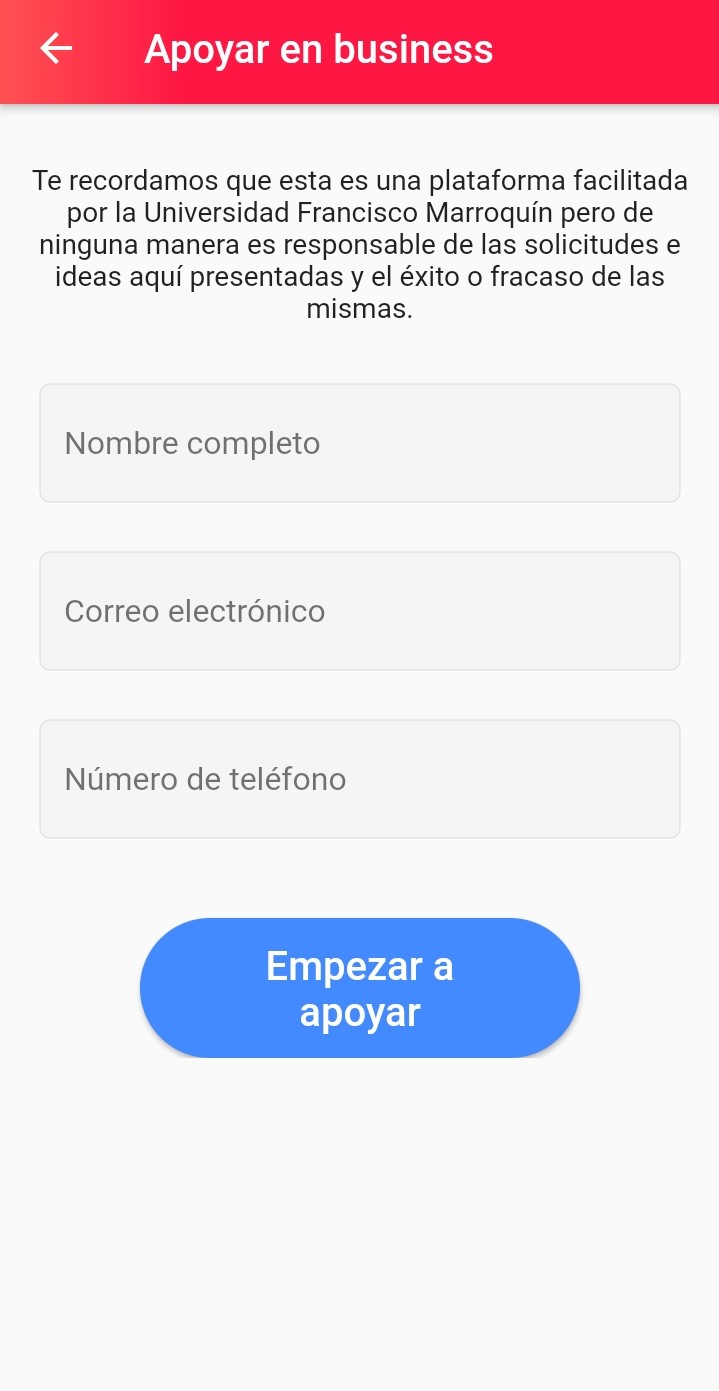 Apoyar en business
Te recordamos que esta es una plataforma facilitada
por la Universidad Francisco Marroquín pero de
ninguna manera es responsable de las solicitudes e
ideas aquí presentadas y el éxito o fracaso de las
mismas.
Nombre completo
Correo electrónico
Número de teléfono
Empezar a
apoyar